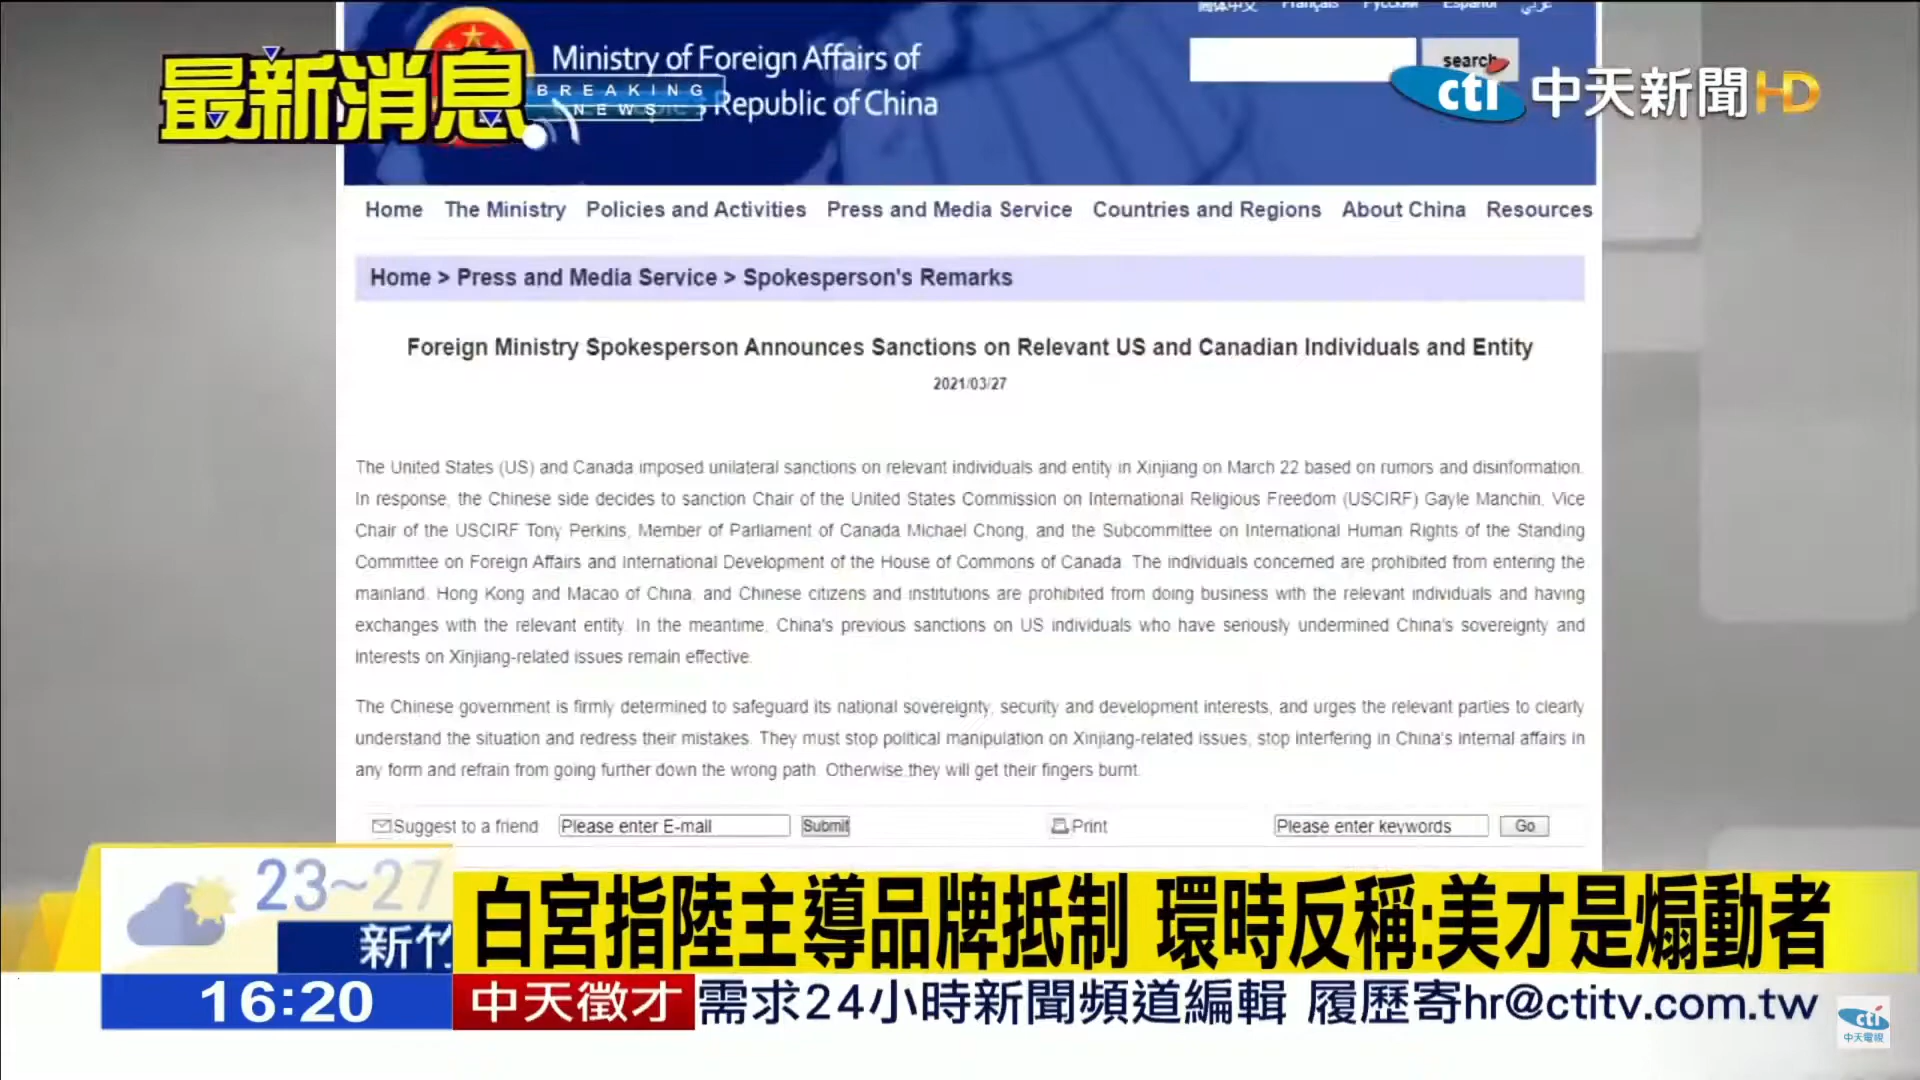 简体中文 Français Русский Español عربي
最新消息
BREAKING
NEWS
Ministry of Foreign Affairs of
Republic of China
search
cti 中天新聞HD
Home The Ministry Policies and Activities Press and Media Service Countries and Regions About China Resources
Home > Press and Media Service > Spokesperson's Remarks
Foreign Ministry Spokesperson Announces Sanctions on Relevant US and Canadian Individuals and Entity
2021/03/27
The United States (US) and Canada imposed unilateral sanctions on relevant individuals and entity in Xinjiang on March 22 based on rumors and disinformation.
In response, the Chinese side decides to sanction Chair of the United States Commission on International Religious Freedom (USCIRF) Gayle Manchin, Vice
Chair of the USCIRF Tony Perkins, Member of Parliament of Canada Michael Chong, and the Subcommittee on International Human Rights of the Standing
Committee on Foreign Affairs and International Development of the House of Commons of Canada. The individuals concerned are prohibited from entering the
mainland, Hong Kong and Macao of China, and Chinese citizens and institutions are prohibited from doing business with the relevant individuals and having
exchanges with the relevant entity. In the meantime, China's previous sanctions on US individuals who have seriously undermined China's sovereignty and
interests on Xinjiang-related issues remain effective.
The Chinese government is firmly determined to safeguard its national sovereignty, security and development interests, and urges the relevant parties to clearly
understand the situation and redress their mistakes. They must stop political manipulation on Xinjiang-related issues, stop interfering in China's internal affairs in
any form and refrain from going further down the wrong path. Otherwise, they will get their fingers burnt.
Suggest to a friend Please enter E-mail Submit Print Please enter keywords Go
23~27
新竹
白宮指陸主導品牌抵制 環時反稱:美才是煽動者
16:20
中天徵才 需求24小時新聞頻道編輯 履歷寄hr@ctitv.com.tw
cti
中天電視